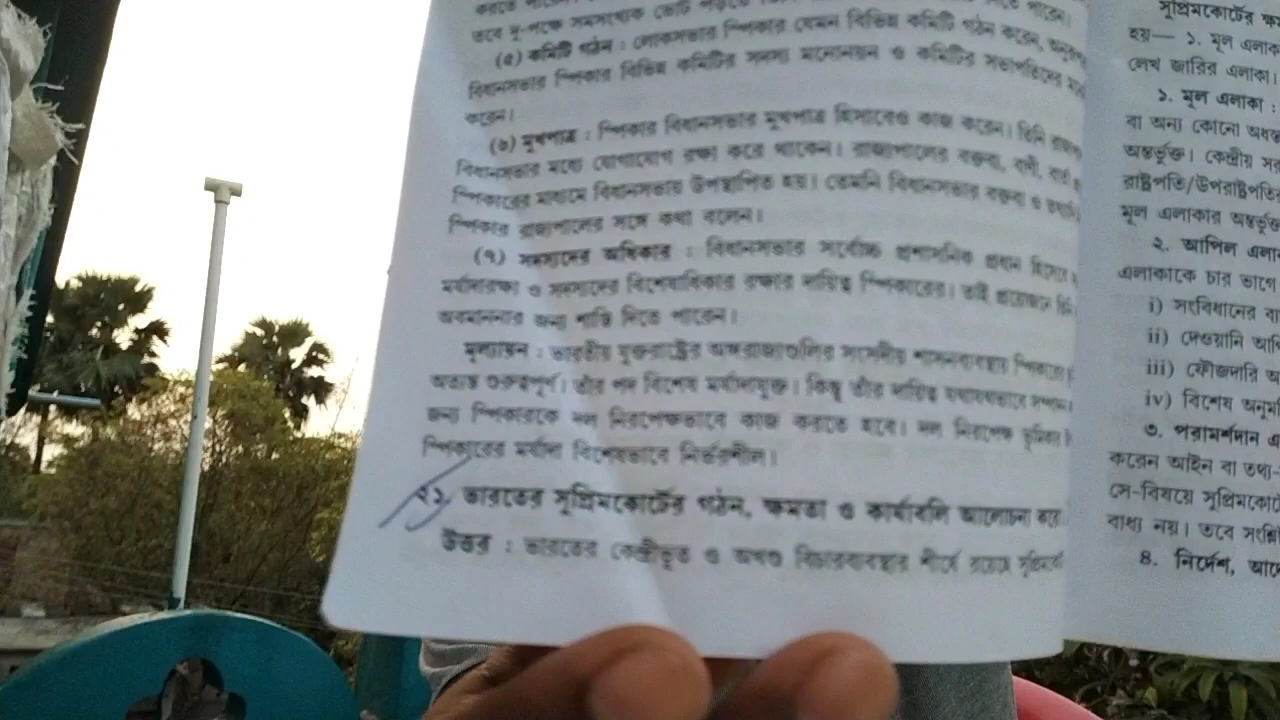 তবে দু-পক্ষে সমসংখ্যক ভোট পড়লে
(৫) কমিটি গঠন : লোকসভার স্পিকার যেমন বিভিন্ন কমিটি গঠন করেন,
বিধানসভার স্পিকার বিভিন্ন কমিটির সদস্য মনোনয়ন ও কমিটির সভাপতিদের
করেন।
(৬) মুখপাত্র : স্পিকার বিধানসভার মুখপাত্র হিসাবেও কাজ করেন। তিনি
বিধানসভার মধ্যে যোগাযোগ রক্ষা করে থাকেন। রাজ্যপালের বক্তব্য, বাণী, বার্তা
স্পিকারের মাধ্যমে বিধানসভায় উপস্থাপিত হয়। তেমনি বিধানসভার বক্তব্য ও
স্পিকার রাজ্যপালের সঙ্গে কথা বলেন।
(৭) সদস্যদের অধিকার : বিধানসভার সর্বোচ্চ প্রশাসনিক প্রধান হিসেবে
মর্যাদারক্ষা ও সদস্যদের বিশেষাধিকার রক্ষার দায়িত্ব স্পিকারের। তাই প্রয়োজনে তিনি
অবমাননার জন্য শাস্তি দিতে পারেন।
মূল্যায়ন : ভারতীয় যুক্তরাষ্ট্রের অঙ্গরাজ্যগুলির সংসদীয় শাসনব্যবস্থায় স্পিকারের
অত্যন্ত গুরুত্বপূর্ণ। তাঁর পদ বিশেষ মর্যাদাযুক্ত। কিন্তু তাঁর দায়িত্ব যথাযথভাবে
জন্য স্পিকারকে দল নিরপেক্ষভাবে কাজ করতে হবে। দল নিরপেক্ষ ভূমিকা
স্পিকারের মর্যাদা বিশেষভাবে নির্ভরশীল।
২১. ভারতের সুপ্রিমকোর্টের গঠন, ক্ষমতা ও কার্যাবলি আলোচনা কর।
উত্তর : ভারতের কেন্দ্রীভূত ও অখণ্ড বিচারব্যবস্থার শীর্ষে রয়েছে সুপ্রিমকোর্ট
সুপ্রিমকোর্টের
হয়— ১. মূল
লেখ জারির এলাকা।
১. মূল এলাকা :
বা অন্য কোনো
অন্তর্ভুক্ত। কেন্দ্রীয়
রাষ্ট্রপতি/উপরাষ্ট্রপতির
মূল এলাকার
২. আপিল
এলাকাকে চার ভাগে
i) সংবিধানের
ii) দেওয়ানি
iii) ফৌজদারি
iv) বিশেষ
৩. পরামর্শদান
করেন আইন বা
সে-বিষয়ে
বাধ্য নয়। তবে
৪. নির্দেশ,